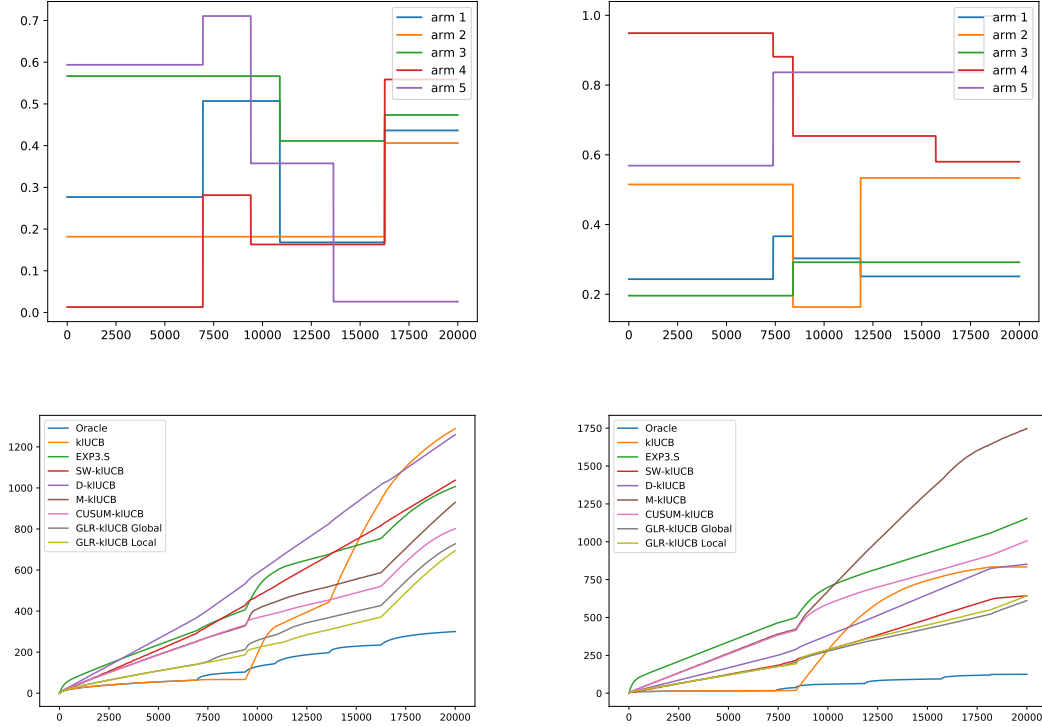 0.7
0.6
0.5
0.4
0.3
0.2
0.1
0.0
arm 1
arm 2
arm 3
arm 4
arm 5
0 2500 5000 7500 10000 12500 15000 17500 20000
1.0
0.8
0.6
0.4
0.2
arm 1
arm 2
arm 3
arm 4
arm 5
0 2500 5000 7500 10000 12500 15000 17500 20000
1200
1000
800
600
400
200
0
Oracle
klUCB
EXP3.S
SW-klUCB
D-klUCB
M-klUCB
CUSUM-klUCB
GLR-klUCB Global
GLR-klUCB Local
0 2500 5000 7500 10000 12500 15000 17500 20000
1750
1500
1250
1000
750
500
250
0
Oracle
klUCB
EXP3.S
SW-klUCB
D-klUCB
M-klUCB
CUSUM-klUCB
GLR-klUCB Global
GLR-klUCB Local
0 2500 5000 7500 10000 12500 15000 17500 20000